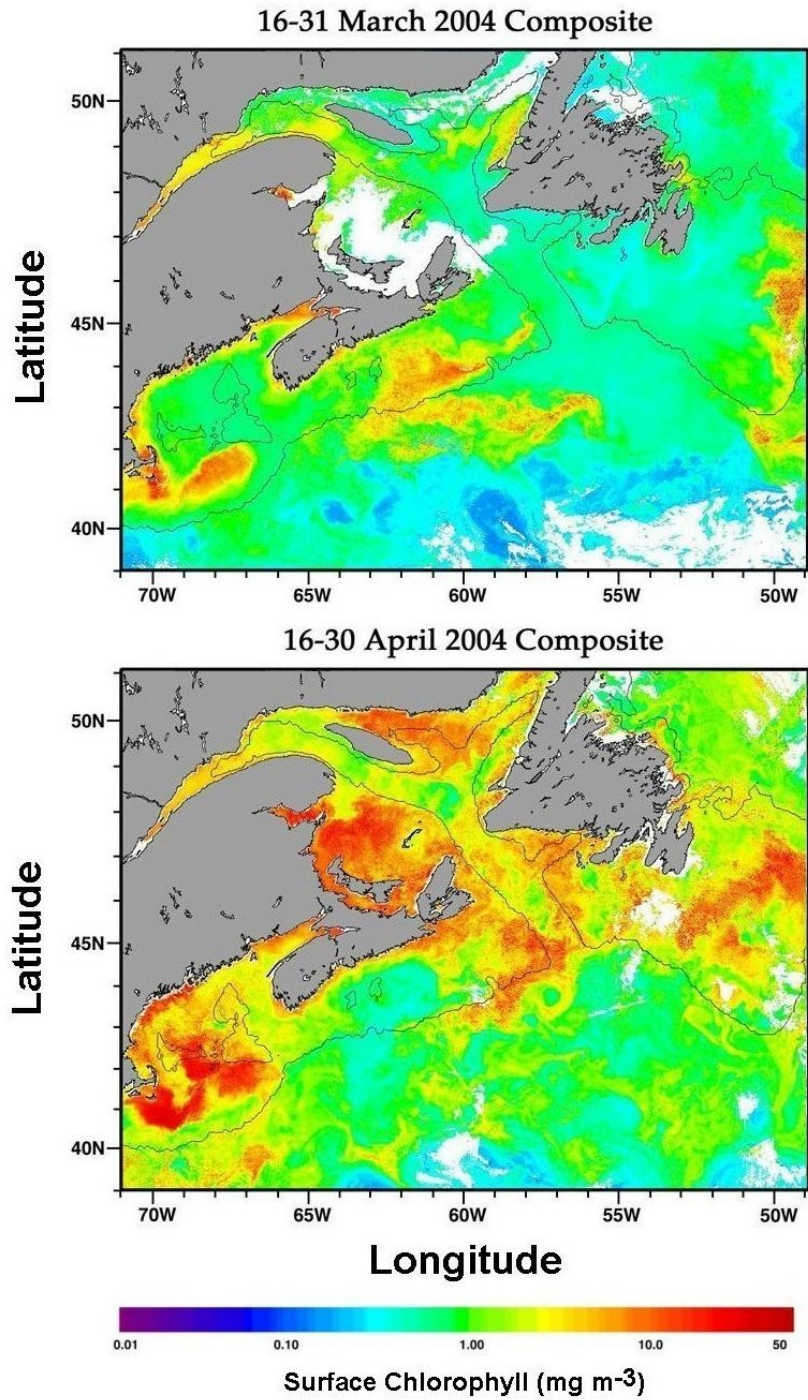 16-31 March 2004 Composite
50N
45N
40N
Latitude
70W 65W 60W 55W 50W
16-30 April 2004 Composite
50N
45N
40N
Latitude
70W 65W 60W 55W 50W
Longitude
0.01 0.10 1.00 10.0 50
Surface Chlorophyll (mg m-3)